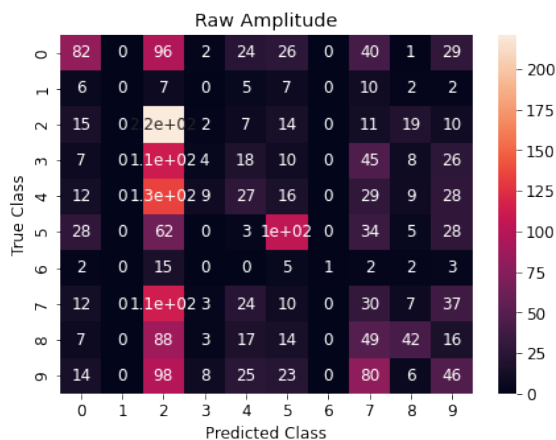 Raw Amplitude
0 82 0 96 2 24 26 0 40 1 29
1 6 0 7 0 5 7 0 10 2 2
2 15 0 2.2e+02 2 7 14 0 11 19 10
3 7 0 1.1e+02 4 18 10 0 45 8 26
4 12 0 1.3e+02 9 27 16 0 29 9 28
5 28 0 62 0 3 1e+02 0 34 5 28
6 2 0 15 0 0 5 1 2 2 3
7 12 0 1.1e+02 3 24 10 0 30 7 37
8 7 0 88 3 17 14 0 49 42 16
9 14 0 98 8 25 23 0 80 6 46
0 1 2 3 4 5 6 7 8 9
Predicted Class
True Class
200
175
150
125
100
75
50
25
0